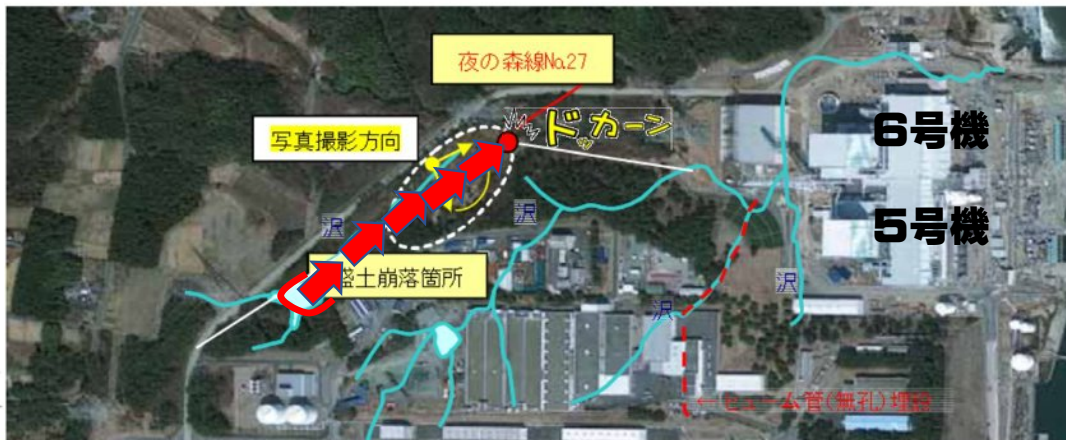 夜の森線No.27
ドカーン
写真撮影方向
6号機
沢
沢
5号機
盛土崩落箇所
沢
沢
←ヒューム管(無孔)埋設